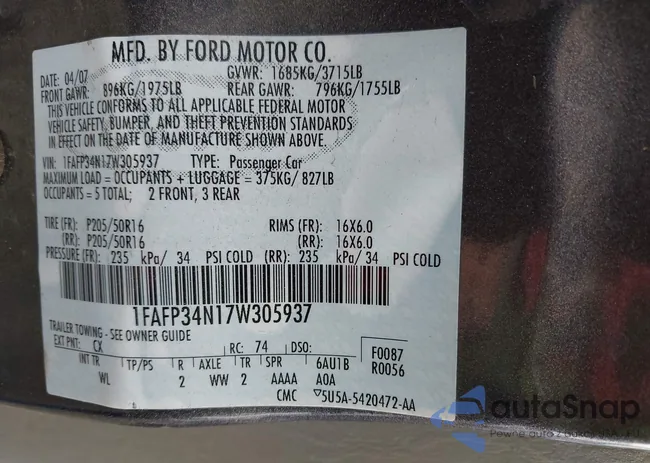 MFD. BY FORD MOTOR CO.
DATE: 04/07 GVWR: 1685KG/3715LB
FRONT GAWR: 896KG/1975LB REAR GAWR: 796KG/1755LB
THIS VEHICLE CONFORMS TO ALL APPLICABLE FEDERAL MOTOR
VEHICLE SAFETY, BUMPER, AND THEFT PREVENTION STANDARDS
IN EFFECT ON THE DATE OF MANUFACTURE SHOWN ABOVE.
VIN: 1FAFP34N17W305937 TYPE: Passenger Car
MAXIMUM LOAD = OCCUPANTS + LUGGAGE = 375KG/ 827LB
OCCUPANTS = 5 TOTAL; 2 FRONT, 3 REAR
TIRE (FR): P205/50R16 RIMS (FR): 16X6.0
(RR): P205/50R16 (RR): 16X6.0
PRESSURE (FR): 235 kPa/ 34 PSI COLD (RR): 235 kPa/ 34 PSI COLD
1FAFP34N17W305937
TRAILER TOWING - SEE OWNER GUIDE
EXT PNT: CX RC: 74 DSO: F0087
INT TR TP/PS R AXLE TR SPR 6AU1B R0056
WL 2 WW 2 AAAA A0A
CMC 5U5A-5420472-AA
autaSnap
Pewne auto z USA